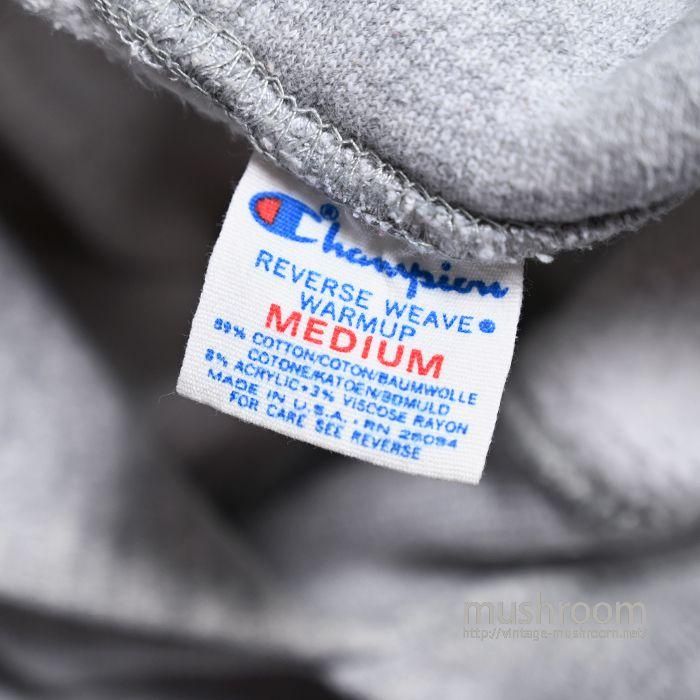 Champion®
REVERSE WEAVE®
WARMUP
MEDIUM
89% COTTON/COTON/BAUMWOLLE
COTONE/KATOEN/BOMULD
8% ACRYLIC•3% VISCOSE RAYON
MADE IN U.S.A. • RN 26094
FOR CARE SEE REVERSE
mushroom
http://vintage-mushroom.net/